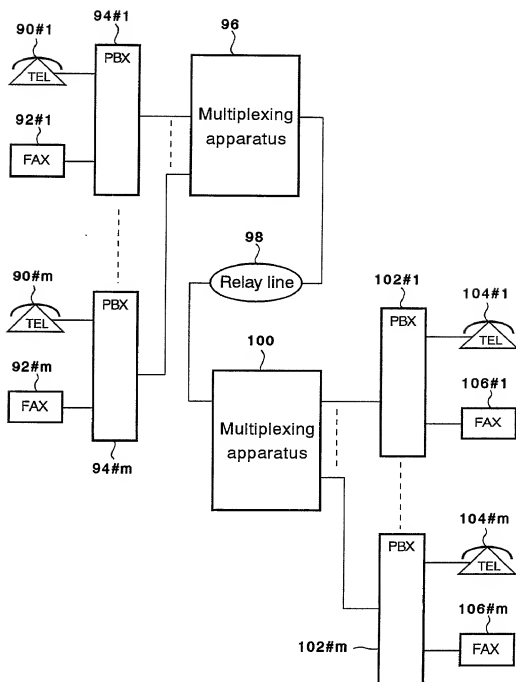 90#1
94#1
96
PBX
TEL
92#1
FAX
Multiplexing
apparatus
98
Relay line
90#m
PBX
TEL
92#m
FAX
94#m
102#1
104#1
PBX
TEL
100
106#1
FAX
Multiplexing
apparatus
104#m
PBX
TEL
106#m
FAX
102#m